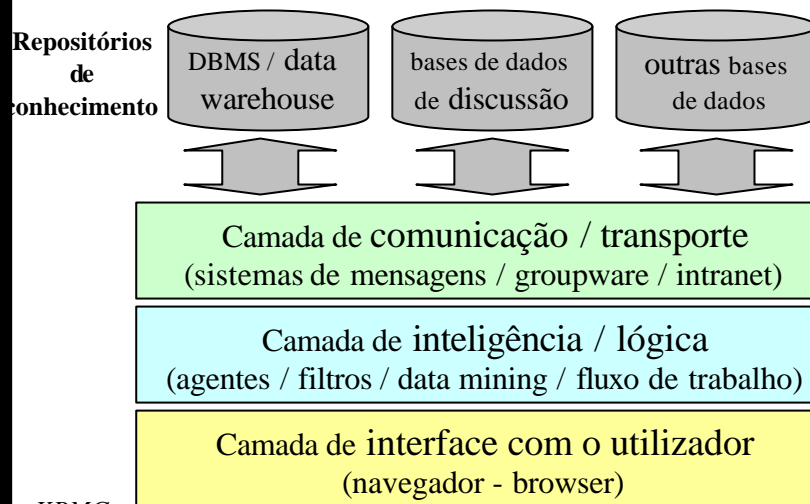 Repositórios
de
conhecimento
DBMS / data
warehouse
bases de dados
de discussão
outras bases
de dados
Camada de comunicação / transporte
(sistemas de mensagens / groupware / intranet)
Camada de inteligência / lógica
(agentes / filtros / data mining / fluxo de trabalho)
Camada de interface com o utilizador
(navegador - browser)
KPMG